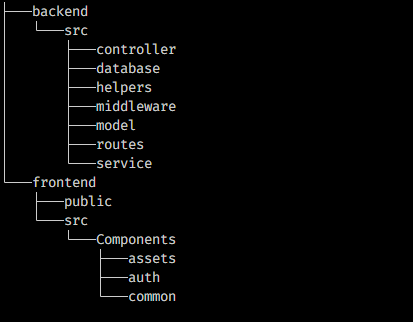 backend
src
controller
database
helpers
middleware
model
routes
service
frontend
public
src
Components
assets
auth
common